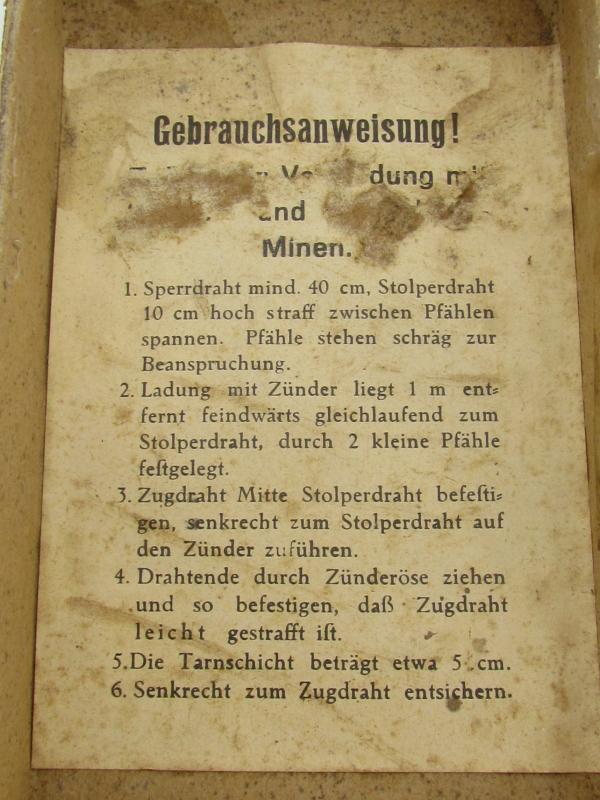 Gebrauchsanweisung!
mit
und
Minen.
1. Sperrdraht mind. 40 cm, Stolperdraht
10 cm hoch straff zwischen Pfählen
spannen. Pfähle stehen schräg zur
Beanspruchung.
2. Ladung mit Zünder liegt 1 m ent⸗
fernt feindwärts gleichlaufend zum
Stolperdraht, durch 2 kleine Pfähle
feſtgelegt.
3. Zugdraht Mitte Stolperdraht befeſti⸗
gen, senkrecht zum Stolperdraht auf
den Zünder zuführen.
4. Drahtende durch Zünderöse ziehen
und so befestigen, daß Zugdraht
leicht gestrafft iſt.
5. Die Tarnschicht beträgt etwa 5 cm.
6. Senkrecht zum Zugdraht entsichern.